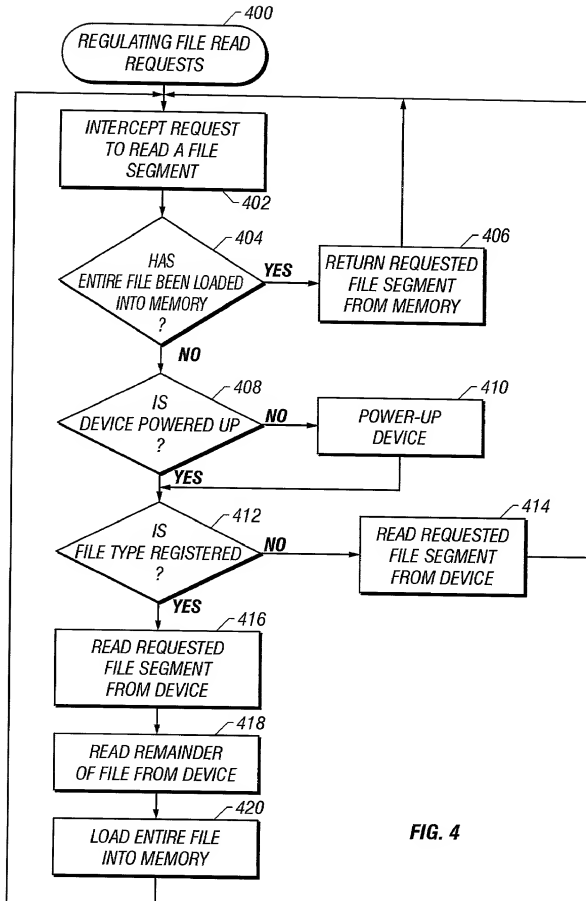 400
REGULATING FILE READ
REQUESTS
INTERCEPT REQUEST
TO READ A FILE
SEGMENT
402
404
HAS
ENTIRE FILE BEEN LOADED
INTO MEMORY
?
YES
406
RETURN REQUESTED
FILE SEGMENT
FROM MEMORY
NO
408
IS
DEVICE POWERED UP
?
NO
410
POWER-UP
DEVICE
YES
412
IS
FILE TYPE REGISTERED
?
NO
414
READ REQUESTED
FILE SEGMENT
FROM DEVICE
YES
416
READ REQUESTED
FILE SEGMENT
FROM DEVICE
418
READ REMAINDER
OF FILE FROM DEVICE
420
LOAD ENTIRE FILE
INTO MEMORY
FIG. 4